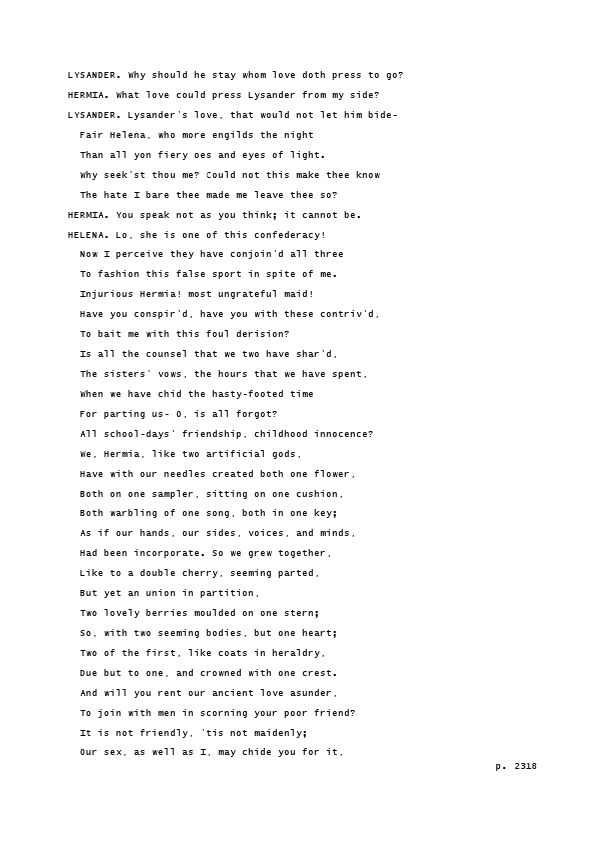 LYSANDER. Why should he stay whom love doth press to go?
HERMIA. What love could press Lysander from my side?
LYSANDER. Lysander's love, that would not let him bide-
Fair Helena, who more engilds the night
Than all yon fiery oes and eyes of light.
Why seek'st thou me? Could not this make thee know
The hate I bare thee made me leave thee so?
HERMIA. You speak not as you think; it cannot be.
HELENA. Lo, she is one of this confederacy!
Now I perceive they have conjoin'd all three
To fashion this false sport in spite of me.
Injurious Hermia! most ungrateful maid!
Have you conspir'd, have you with these contriv'd,
To bait me with this foul derision?
Is all the counsel that we two have shar'd,
The sisters' vows, the hours that we have spent,
When we have chid the hasty-footed time
For parting us- O, is all forgot?
All school-days' friendship, childhood innocence?
We, Hermia, like two artificial gods,
Have with our needles created both one flower,
Both on one sampler, sitting on one cushion,
Both warbling of one song, both in one key;
As if our hands, our sides, voices, and minds,
Had been incorporate. So we grew together,
Like to a double cherry, seeming parted,
But yet an union in partition,
Two lovely berries moulded on one stern;
So, with two seeming bodies, but one heart;
Two of the first, like coats in heraldry,
Due but to one, and crowned with one crest.
And will you rent our ancient love asunder,
To join with men in scorning your poor friend?
It is not friendly, 'tis not maidenly;
Our sex, as well as I, may chide you for it,
p. 2318